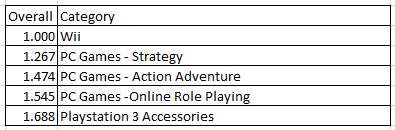 Overall Category
1.000 Wii
1.267 PC Games - Strategy
1.474 PC Games - Action Adventure
1.545 PC Games -Online Role Playing
1.688 Playstation 3 Accessories